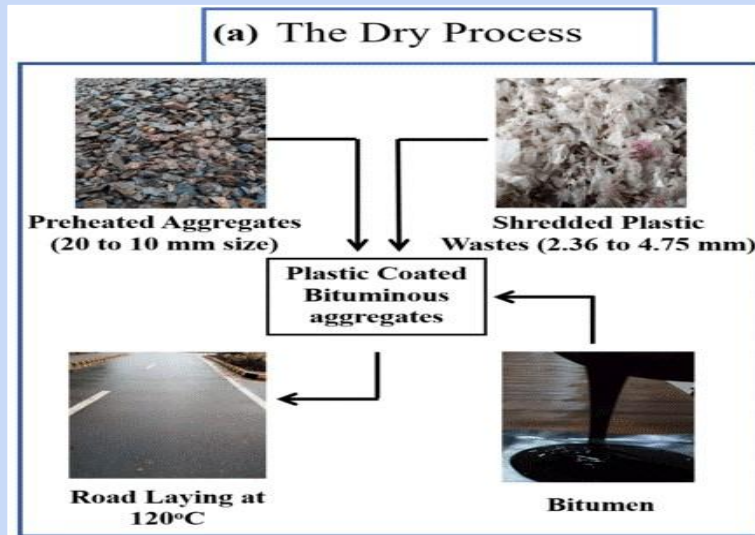 (a) The Dry Process
Preheated Aggregates
(20 to 10 mm size)
Shredded Plastic
Wastes (2.36 to 4.75 mm)
Plastic Coated
Bituminous
aggregates
Road Laying at
120°C
Bitumen